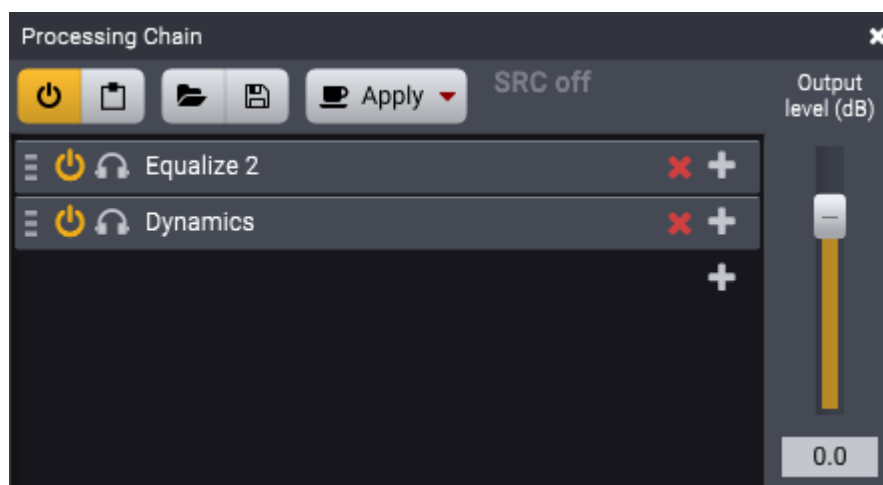 Processing Chain
Apply
SRC off
Output
level (dB)
Equalize 2
Dynamics
0.0